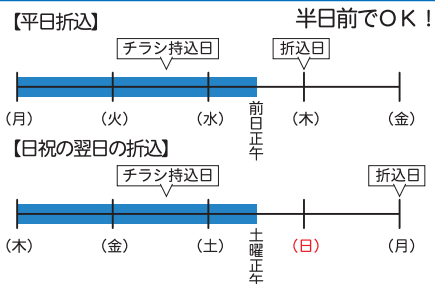 【平日折込】
半日前でOK！
チラシ持込日
折込日
(月)
(火)
(水)
前日正午
(木)
(金)
【日祝の翌日の折込】
チラシ持込日
折込日
(木)
(金)
(土)
土曜正午
(日)
(月)